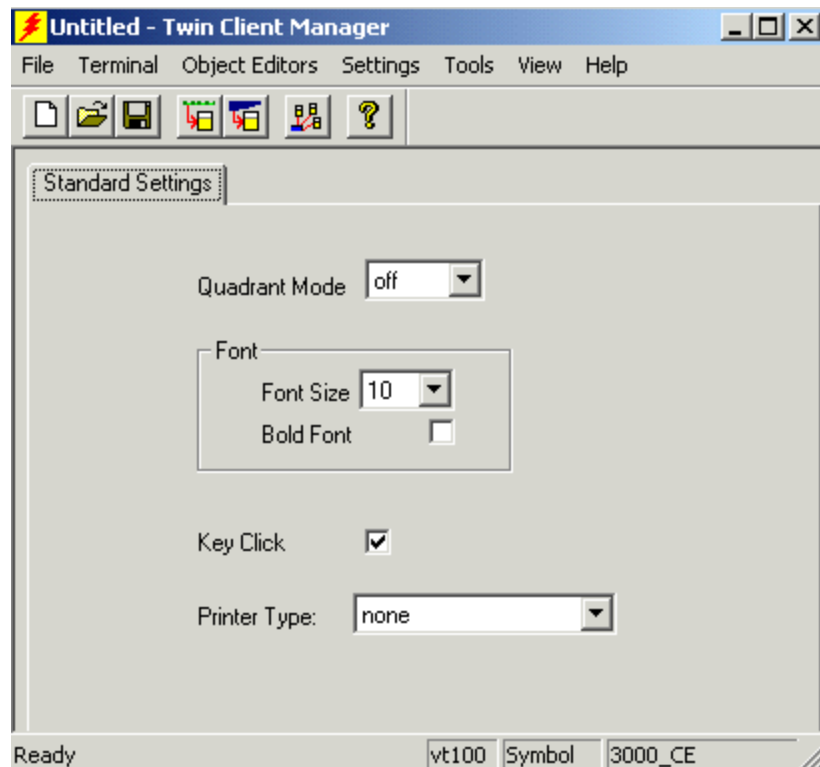 Untitled - Twin Client Manager
File Terminal Object Editors Settings Tools View Help
Standard Settings
Quadrant Mode off
Font
Font Size 10
Bold Font
Key Click
Printer Type: none
Ready vt100 Symbol 3000_CE